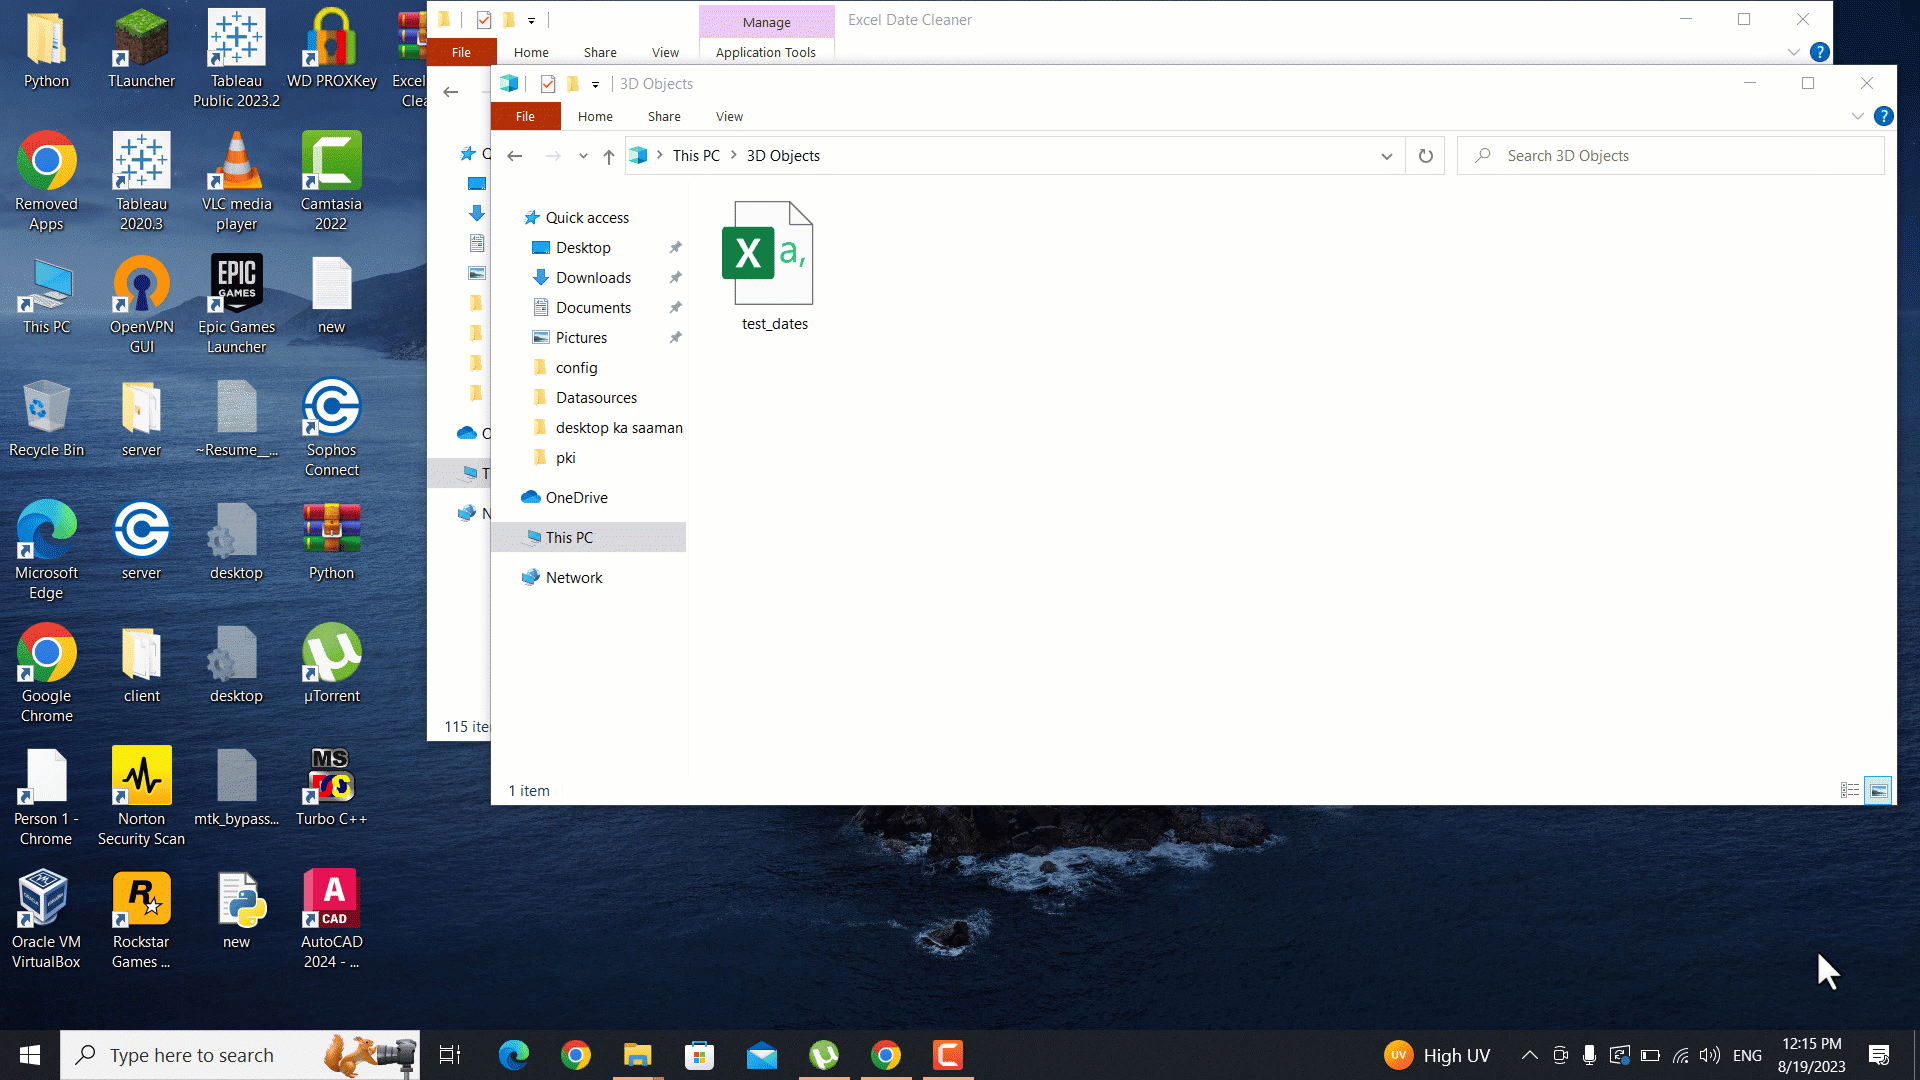 Python
TLauncher
Tableau
Public 2023.2
WD PROXKey
Excel
Clea
Removed
Apps
Tableau
2020.3
VLC media
player
Camtasia
2022
This PC
OpenVPN
GUI
EPIC
GAMES
Epic Games
Launcher
new
Recycle Bin
server
~Resume__...
Sophos
Connect
Microsoft
Edge
server
desktop
Python
Google
Chrome
client
desktop
µTorrent
Person 1 -
Chrome
Norton
Security Scan
mtk_bypass...
MS
Turbo C++
Oracle VM
VirtualBox
Rockstar
Games ...
new
A
CAD
AutoCAD
2024 - ...
Manage
Excel Date Cleaner
File
Home
Share
View
Application Tools
115 ite
3D Objects
File
Home
Share
View
This PC
3D Objects
Search 3D Objects
Quick access
Desktop
Downloads
Documents
Pictures
config
Datasources
desktop ka saaman
pki
OneDrive
This PC
Network
X a,
test_dates
1 item
Type here to search
UV
High UV
ENG
12:15 PM
8/19/2023